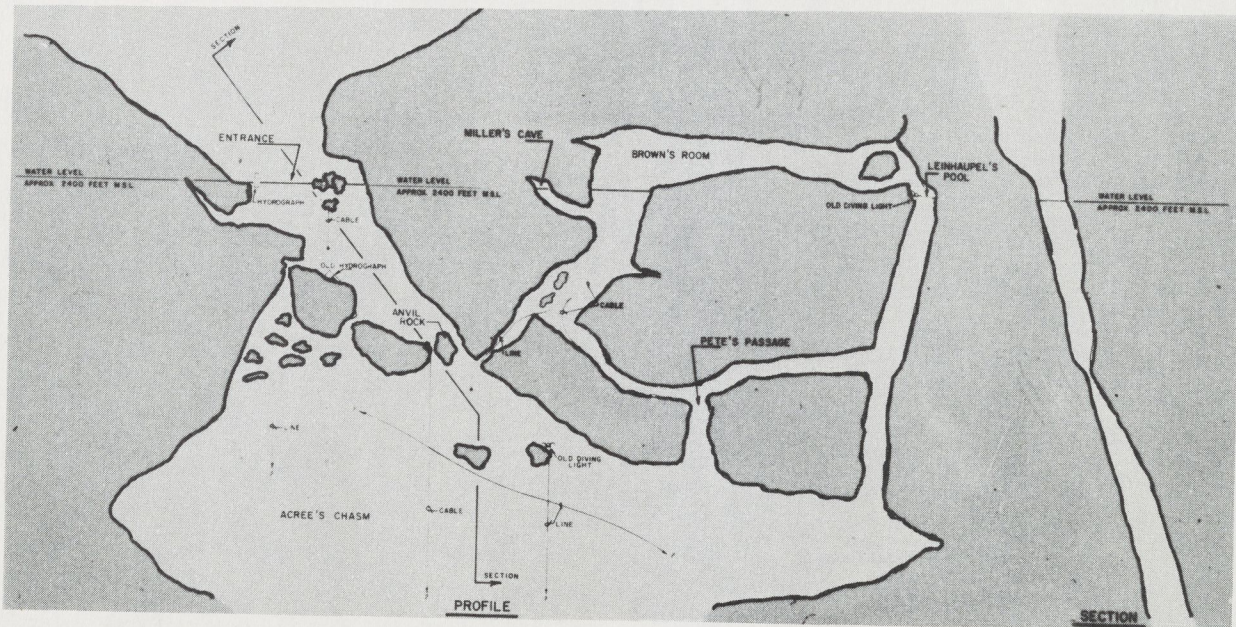 SECTION
ENTRANCE
WATER LEVEL
APPROX 2400 FEET M.S.L.
HYDROGRAPH
CABLE
WATER LEVEL
APPROX. 2400 FEET M.S.L.
OLD HYDROGRAPH
ANVIL
ROCK
LINE
MILLER'S CAVE
BROWN'S ROOM
LEINHAUPEL'S
POOL
OLD DIVING LIGHT
CABLE
PETE'S PASSAGE
LINE
OLD DIVING
LIGHT
ACREE'S CHASM
CABLE
LINE
SECTION
PROFILE
WATER LEVEL
APPROX. 2400 FEET M.S.L.
SECTION